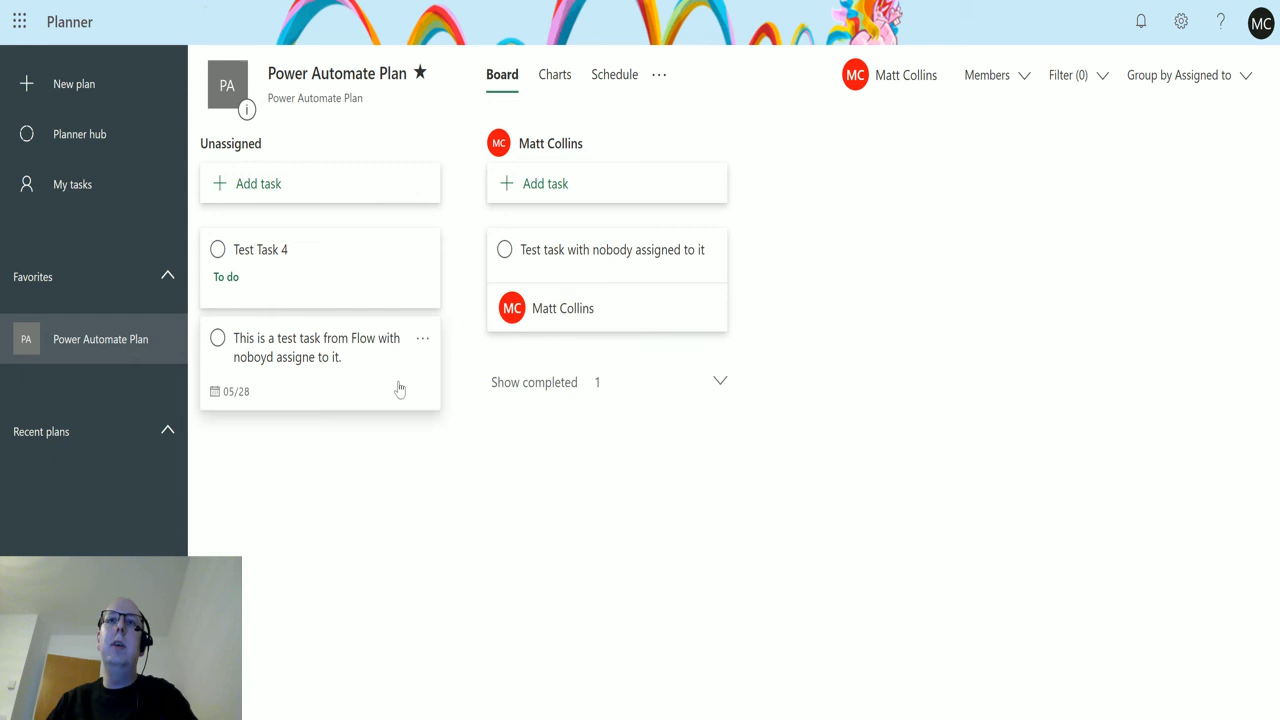 Planner
MC
New plan
Planner hub
My tasks
Favorites
PA
Power Automate Plan
Recent plans
PA
i
Power Automate Plan
Power Automate Plan
Board
Charts
Schedule
MC
Matt Collins
Members
Filter (0)
Group by Assigned to
Unassigned
Add task
Test Task 4
To do
This is a test task from Flow with
noboyd assigne to it.
05/28
MC
Matt Collins
Add task
Test task with nobody assigned to it
MC
Matt Collins
Show completed 1